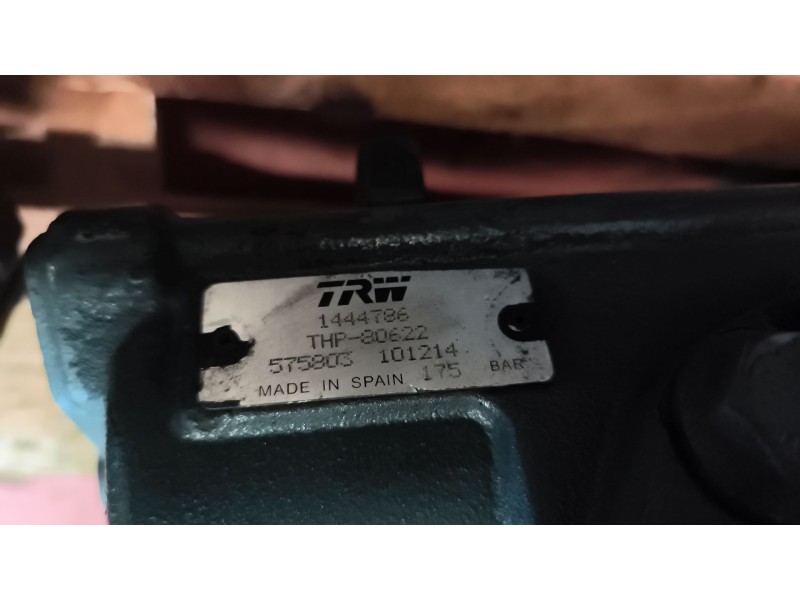 TRW
1444786
THP-80622
575803 101214
MADE IN SPAIN 175 BAR